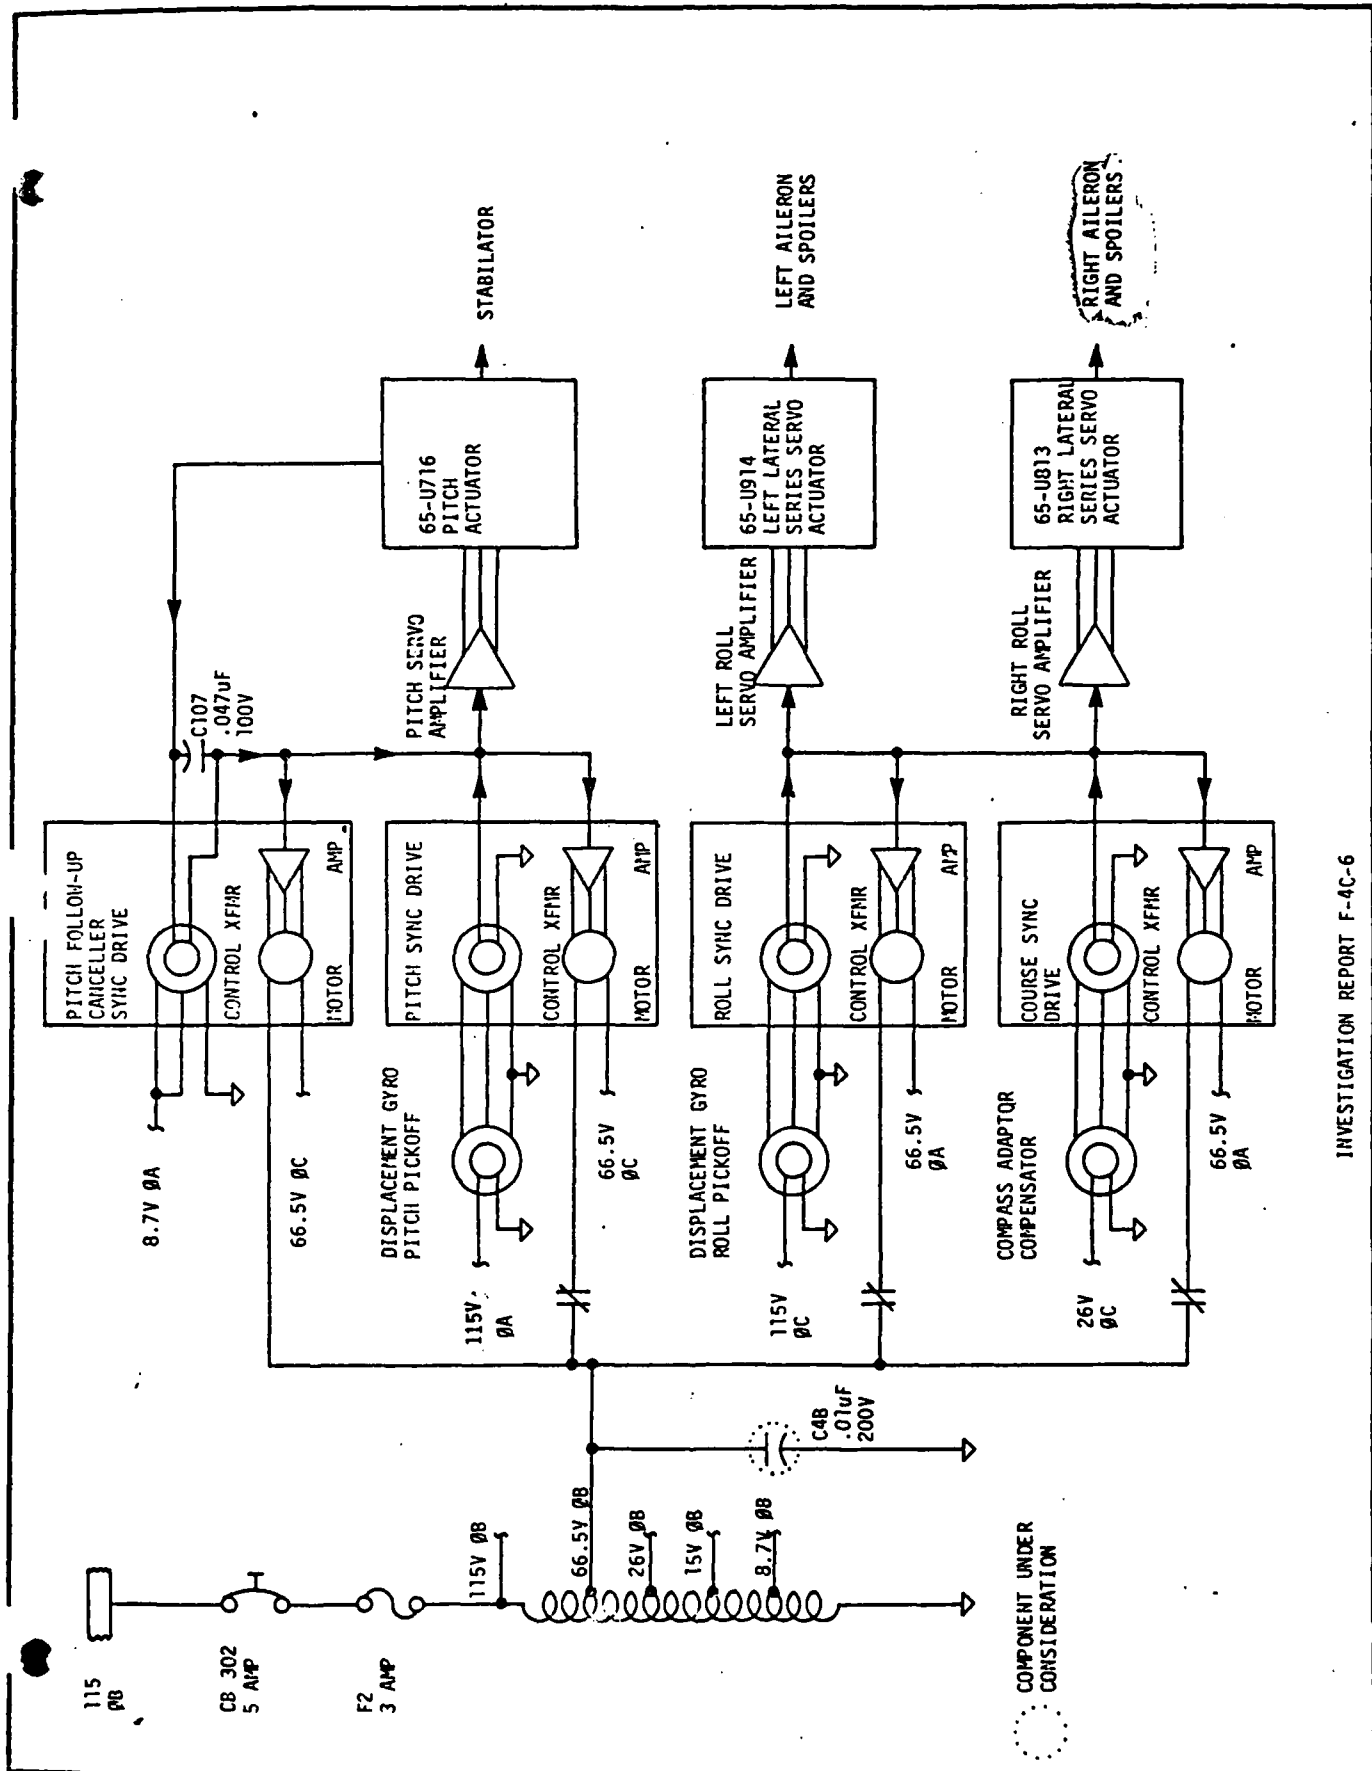 115
ØB
CB 302
5 AMP
F2
3 AMP
115V ØB
66.5V ØB
26V ØB
15V ØB
8.7V ØB
C4B
.01uF
200V
COMPONENT UNDER
CONSIDERATION
8.7V ØA
66.5V ØC
PITCH FOLLOW-UP
CANCELLER
SYNC DRIVE
CONTROL XFMR
MOTOR
AMP
C107
.047uF
100V
DISPLACEMENT GYRO
PITCH PICKOFF
115V
ØA
66.5V
ØC
PITCH SYNC DRIVE
CONTROL XFMR
MOTOR
AMP
PITCH SERVO
AMPLIFIER
65-U716
PITCH
ACTUATOR
STABILATOR
DISPLACEMENT GYRO
ROLL PICKOFF
115V
ØC
66.5V
ØA
ROLL SYNC DRIVE
CONTROL XFMR
MOTOR
AMP
LEFT ROLL
SERVO AMPLIFIER
65-U914
LEFT LATERAL
SERIES SERVO
ACTUATOR
LEFT AILERON
AND SPOILERS
COMPASS ADAPTOR
COMPENSATOR
26V
ØC
66.5V
ØA
COURSE SYNC
DRIVE
CONTROL XFMR
MOTOR
AMP
RIGHT ROLL
SERVO AMPLIFIER
65-U813
RIGHT LATERAL
SERIES SERVO
ACTUATOR
RIGHT AILERON
AND SPOILERS
INVESTIGATION REPORT F-4C-6